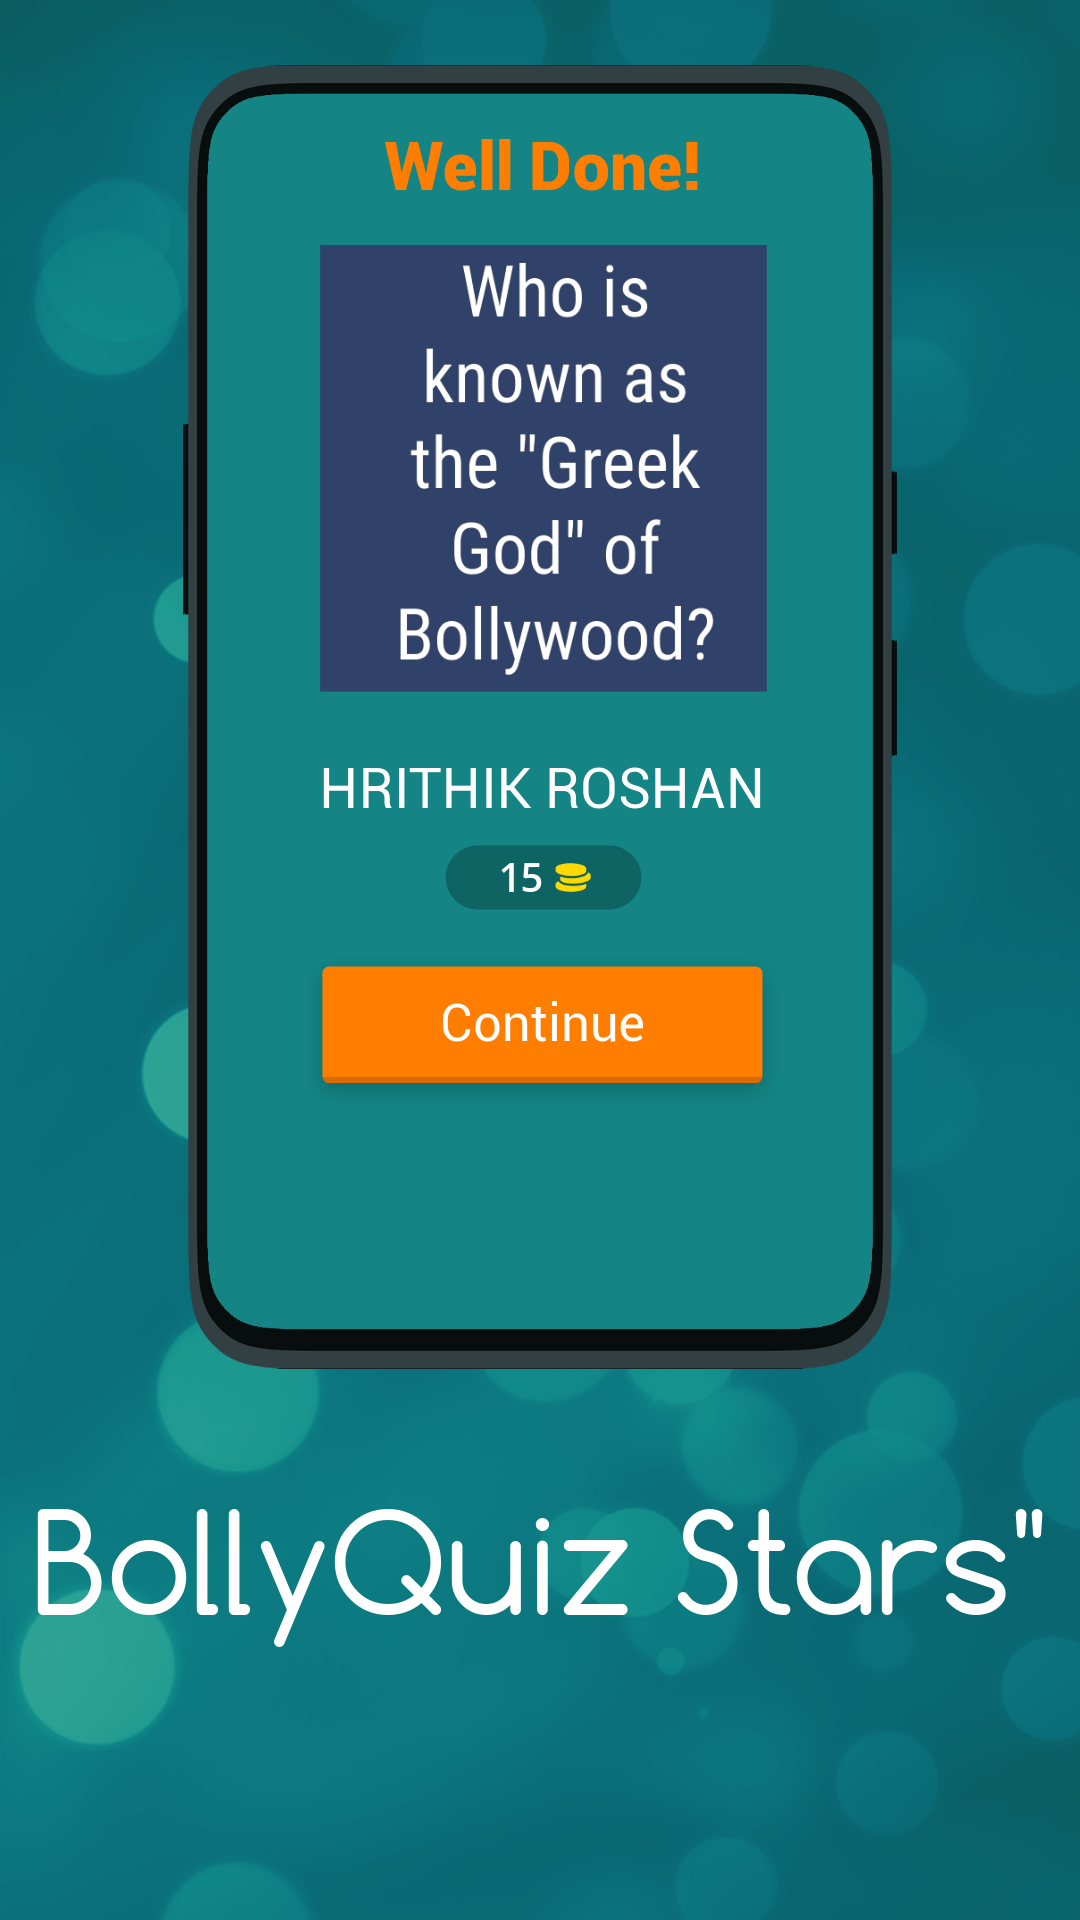 Well Done!
Who is
known as
the "Greek
God" of
Bollywood?
HRITHIK ROSHAN
15
Continue
BollyQuiz Stars"